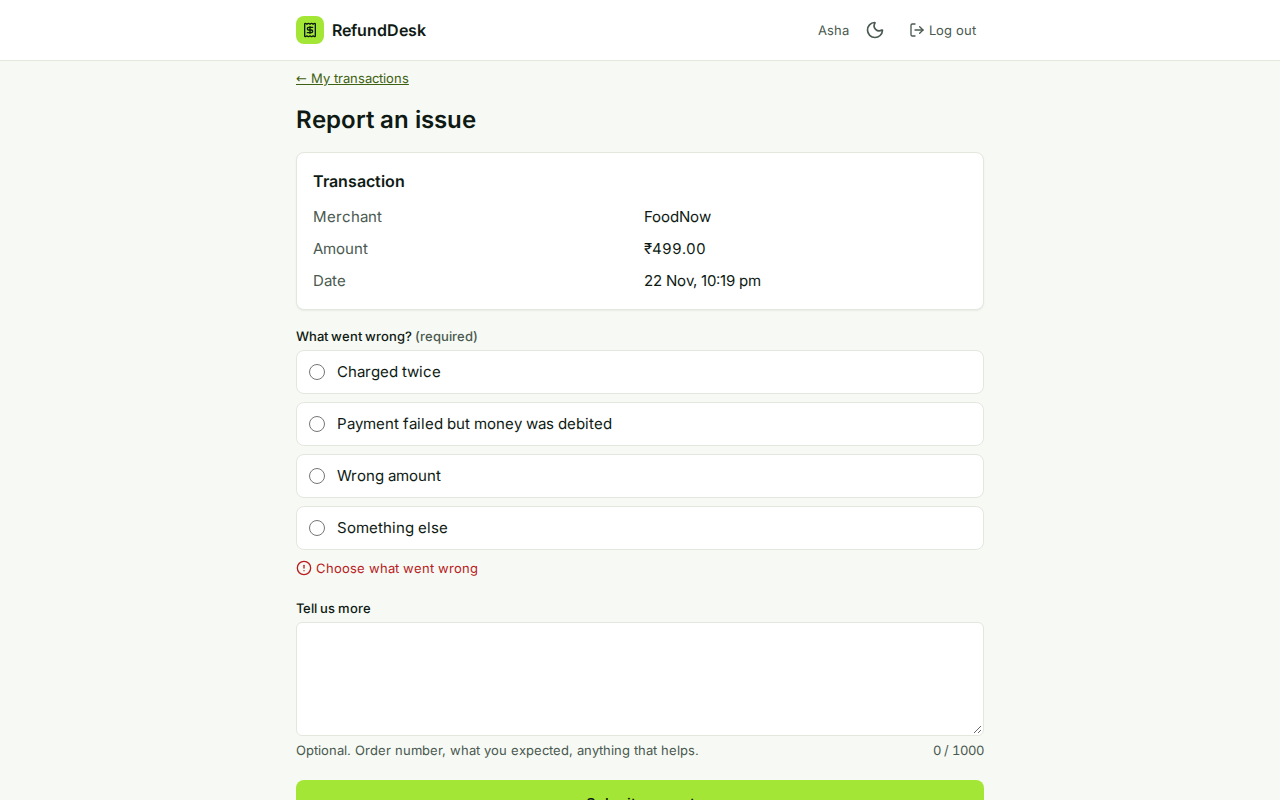 RefundDesk
Asha
Log out
← My transactions
Report an issue
Transaction
Merchant FoodNow
Amount ₹499.00
Date 22 Nov, 10:19 pm
What went wrong? (required)
Charged twice
Payment failed but money was debited
Wrong amount
Something else
Choose what went wrong
Tell us more
Optional. Order number, what you expected, anything that helps. 0 / 1000